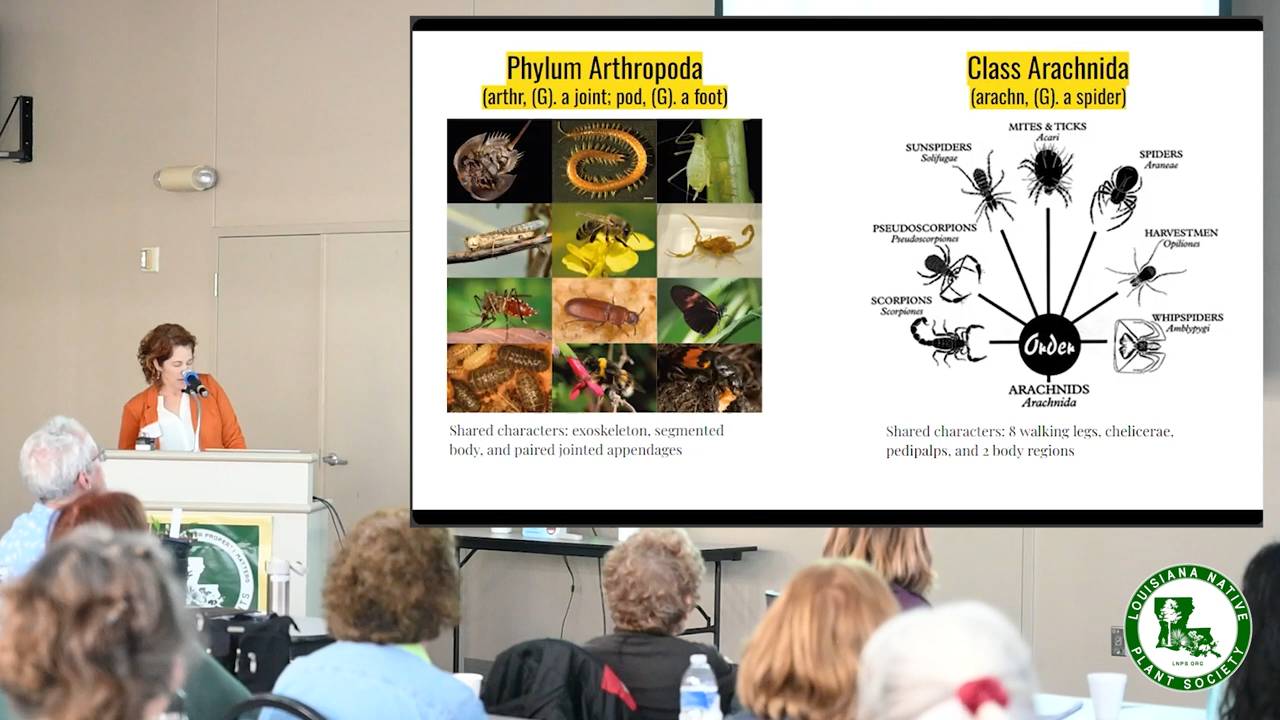 Phylum Arthropoda
(arthr, (G). a joint; pod, (G). a foot)
Shared characters: exoskeleton, segmented
body, and paired jointed appendages
Class Arachnida
(arachn, (G). a spider)
MITES & TICKS
Acari
SUNSPIDERS
Solifugae
SPIDERS
Araneae
PSEUDOSCORPIONS
Pseudoscorpiones
HARVESTMEN
Opiliones
SCORPIONS
Scorpiones
WHIPSPIDERS
Amblypygi
Order
ARACHNIDS
Arachnida
Shared characters: 8 walking legs, chelicerae,
pedipalps, and 2 body regions
LOUISIANA NATIVE
PLANT SOCIETY
LNPS.ORG
MATTERS